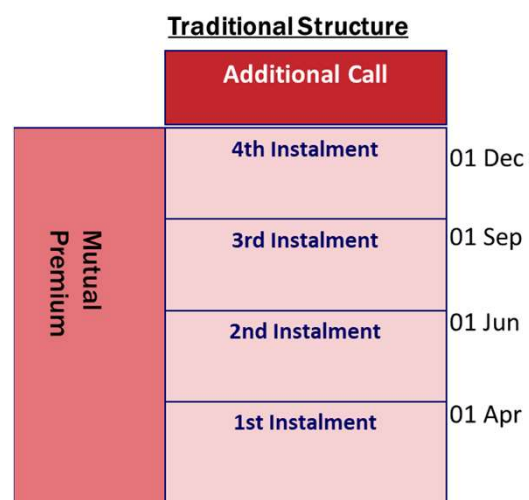 Traditional Structure
Additional Call
4th Instalment
01 Dec
3rd Instalment
01 Sep
Mutual
Premium
2nd Instalment
01 Jun
1st Instalment
01 Apr